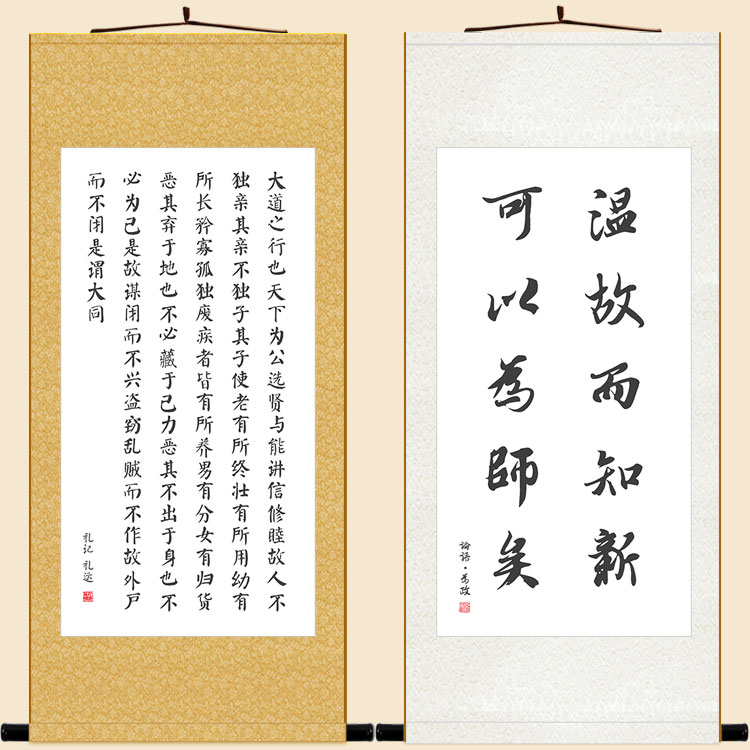 大道之行也天下为公选贤与能讲信修睦故人不
独亲其亲不独子其子使老有所终壮有所用幼有
所长矜寡孤独废疾者皆有所养男有分女有归货
恶其弃于地也不必藏于己力恶其不出于身也不
必为己是故谋闭而不兴盗窃乱贼而不作故外户
而不闭是谓大同
礼记 礼运
温故而知新
可以為師矣
論語·為政